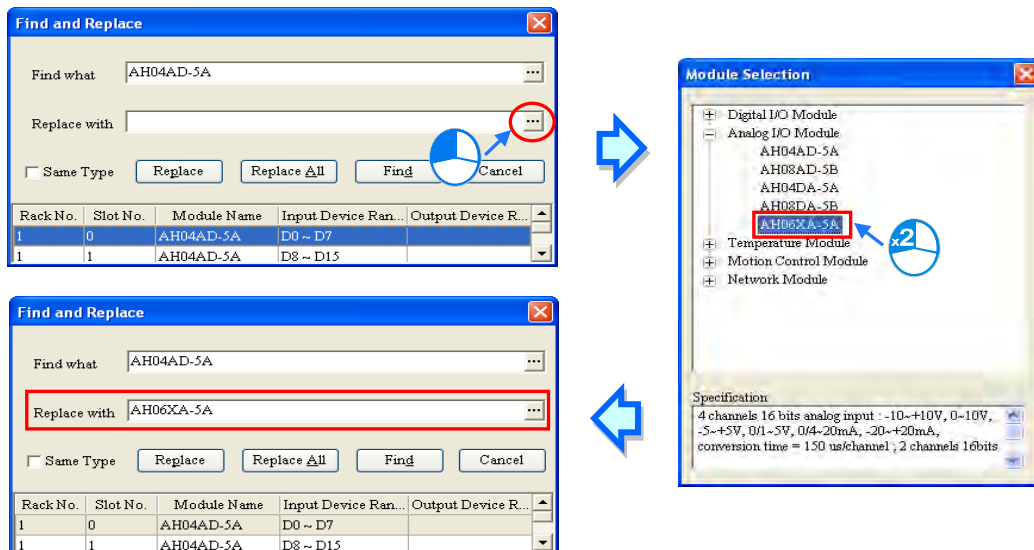 Find and Replace
Find what AH04AD-5A ...
Replace with ...
Same Type Replace Replace All Find Cancel
Rack No. Slot No. Module Name Input Device Ran... Output Device R...
1 0 AH04AD-5A D0 ~ D7
1 1 AH04AD-5A D8 ~ D15
Module Selection
Digital I/O Module
Analog I/O Module
AH04AD-5A
AH08AD-5B
AH04DA-5A
AH08DA-5B
AH06XA-5A
x2
Temperature Module
Motion Control Module
Network Module
Specification
4 channels 16 bits analog input : -10~+10V, 0~10V,
-5~+5V, 0/1~5V, 0/4~20mA, -20~+20mA,
conversion time = 150 us/channel ; 2 channels 16bits
Find and Replace
Find what AH04AD-5A ...
Replace with AH06XA-5A ...
Same Type Replace Replace All Find Cancel
Rack No. Slot No. Module Name Input Device Ran... Output Device R...
1 0 AH04AD-5A D0 ~ D7
1 1 AH04AD-5A D8 ~ D15